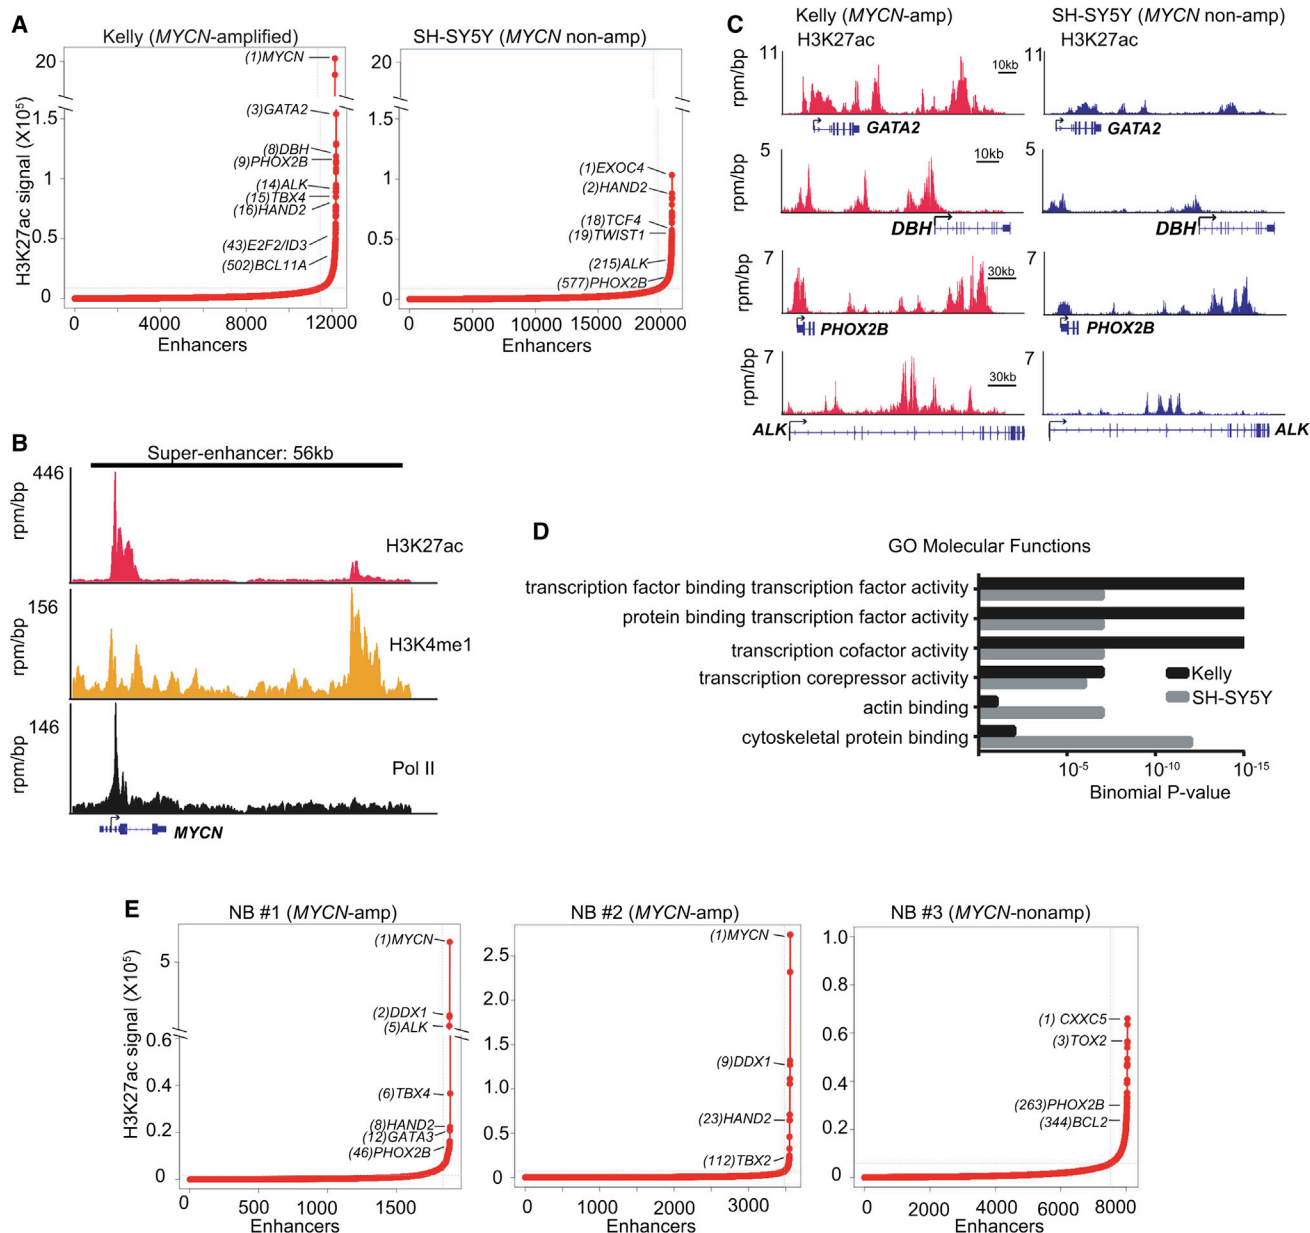 A
Kelly (MYCN-amplified)
SH-SY5Y (MYCN non-amp)
H3K27ac signal (X10⁵)
20
1.5
1
0.5
0
(1)MYCN
(3)GATA2
(8)DBH
(9)PHOX2B
(14)ALK
(15)TBX4
(16)HAND2
(43)E2F2/ID3
(502)BCL11A
0 4000 8000 12000
Enhancers
20
1.5
1
0.5
0
(1)EXOC4
(2)HAND2
(18)TCF4
(19)TWIST1
(215)ALK
(577)PHOX2B
0 5000 10000 15000 20000
Enhancers
B
Super-enhancer: 56kb
446
rpm/bp
H3K27ac
156
rpm/bp
H3K4me1
146
rpm/bp
Pol II
MYCN
C
Kelly (MYCN-amp)
H3K27ac
SH-SY5Y (MYCN non-amp)
H3K27ac
11
rpm/bp
10kb
GATA2
11
GATA2
5
rpm/bp
10kb
DBH
5
DBH
7
rpm/bp
30kb
PHOX2B
7
PHOX2B
7
rpm/bp
30kb
ALK
7
ALK
D
GO Molecular Functions
transcription factor binding transcription factor activity
protein binding transcription factor activity
transcription cofactor activity
transcription corepressor activity
actin binding
cytoskeletal protein binding
Kelly
SH-SY5Y
10⁻⁵ 10⁻¹⁰ 10⁻¹⁵
Binomial P-value
E
NB #1 (MYCN-amp)
NB #2 (MYCN-amp)
NB #3 (MYCN-nonamp)
H3K27ac signal (X10⁵)
5
0.6
0.4
0.2
0
(1)MYCN
(2)DDX1
(5)ALK
(6)TBX4
(8)HAND2
(12)GATA3
(46)PHOX2B
0 500 1000 1500
Enhancers
2.5
2.0
1.5
1.0
0.5
0
(1)MYCN
(9)DDX1
(23)HAND2
(112)TBX2
0 1000 2000 3000
Enhancers
1.0
0.8
0.6
0.4
0.2
0
(1) CXXC5
(3)TOX2
(263)PHOX2B
(344)BCL2
0 2000 4000 6000 8000
Enhancers